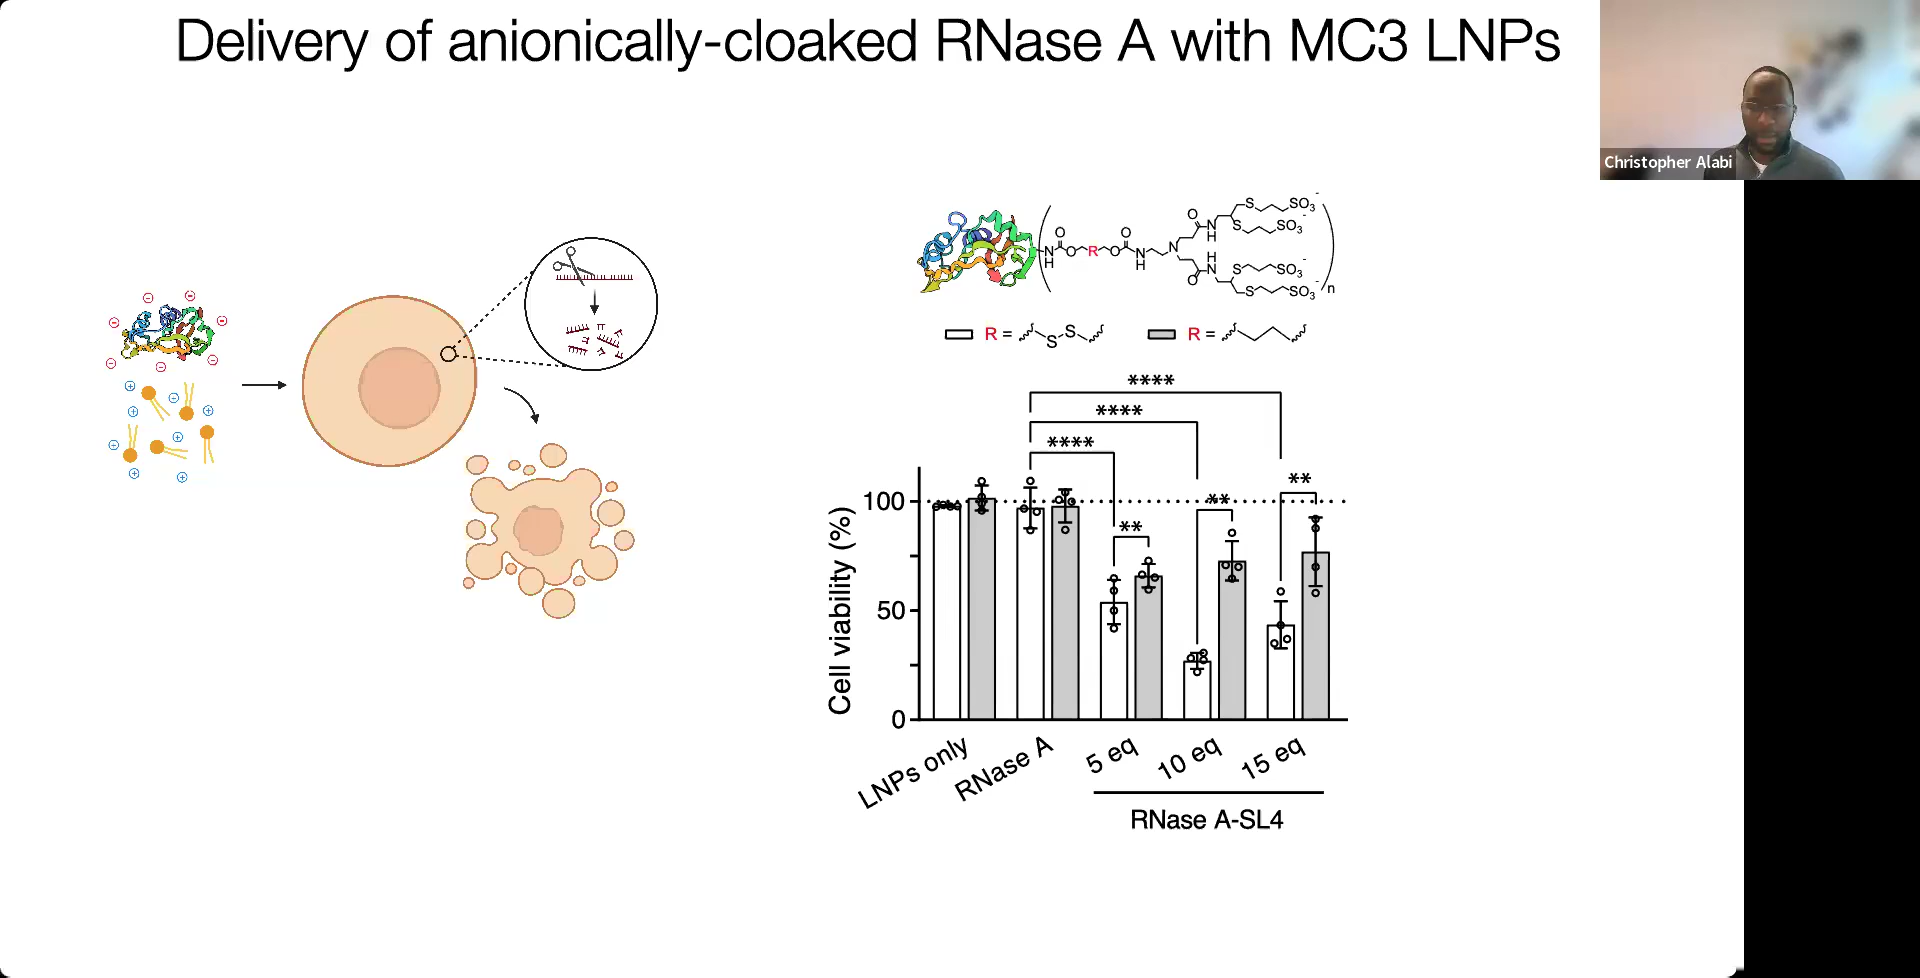 Delivery of anionically-cloaked RNase A with MC3 LNPs
Christopher Alabi
N
H
O
O
R
O
O
N
H
N
O
N
H
S
SO3-
S
SO3-
O
H
N
S
SO3-
S
SO3-
n
R =
S
S
R =
****
****
****
**
**
**
Cell viability (%)
100
50
0
LNPs only
RNase A
5 eq
10 eq
15 eq
RNase A-SL4